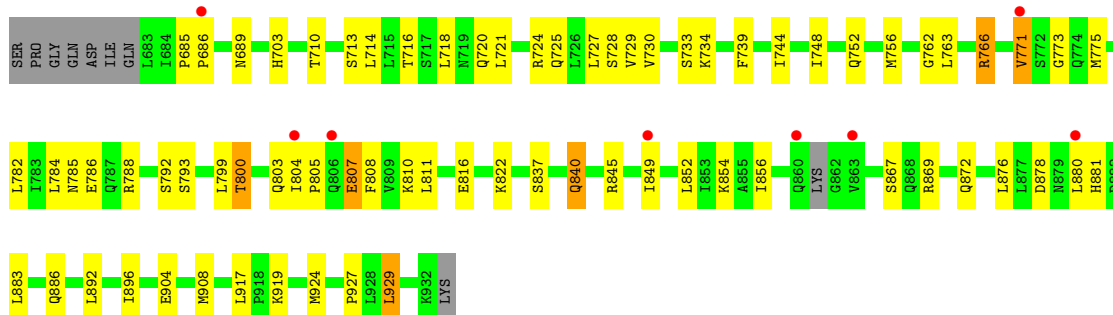 SER PRO GLY GLN ASP ILE GLN L683 I684 P685 P686 N689 H703 T710 S713 L714 L715 T716 S717 L718 N719 Q720 L721 R724 Q725 L726 L727 S728 V729 V730 S733 K734 F739 I744 I748 Q752 M756 G762 L763 R766 V771 S772 G773 Q774 M775
L782 I783 L784 N785 E786 Q787 R788 S792 S793 L799 T800 Q803 I804 P805 Q806 E807 F808 V809 K810 L811 E816 K822 S837 Q840 R845 I849 L852 I853 K854 A855 I856 Q860 LYS G862 V863 S867 Q868 R869 Q872 L876 L877 D878 N879 L880 H881
L883 Q886 L892 I896 E904 M908 L917 P918 K919 M924 P927 L928 L929 K932 LYS